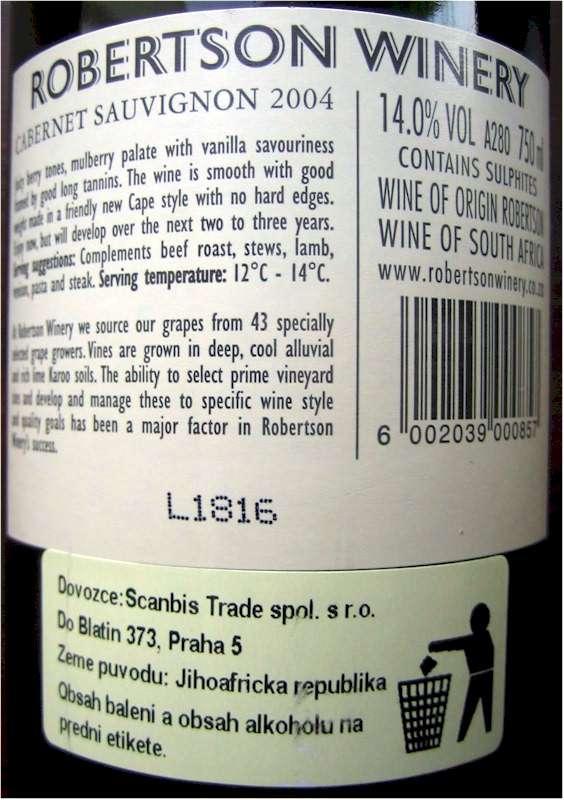 ROBERTSON WINERY
CABERNET SAUVIGNON 2004
berry tones, mulberry palate with vanilla savouriness
by good long tannins. The wine is smooth with good
made in a friendly new Cape style with no hard edges.
now, but will develop over the next two to three years.
Serving suggestions: Complements beef roast, stews, lamb,
pasta and steak. Serving temperature: 12°C - 14°C.
At Robertson Winery we source our grapes from 43 specially
selected grape growers. Vines are grown in deep, cool alluvial
and rich lime Karoo soils. The ability to select prime vineyard
and develop and manage these to specific wine style
and quality goals has been a major factor in Robertson
Winery's success.
14.0% VOL A280 750 ml
CONTAINS SULPHITES
WINE OF ORIGIN ROBERTSON
WINE OF SOUTH AFRICA
www.robertsonwinery.co.za
6 002039 000857
L1816
Dovozce:Scanbis Trade spol. s r.o.
Do Blatin 373, Praha 5
Zeme puvodu: Jihoafricka republika
Obsah baleni a obsah alkoholu na
predni etikete.